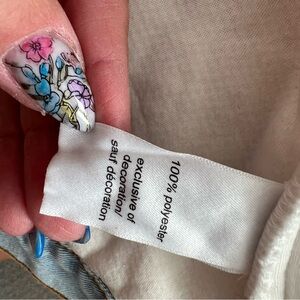 100% polyester
exclusive of
decoration/
sauf décoration